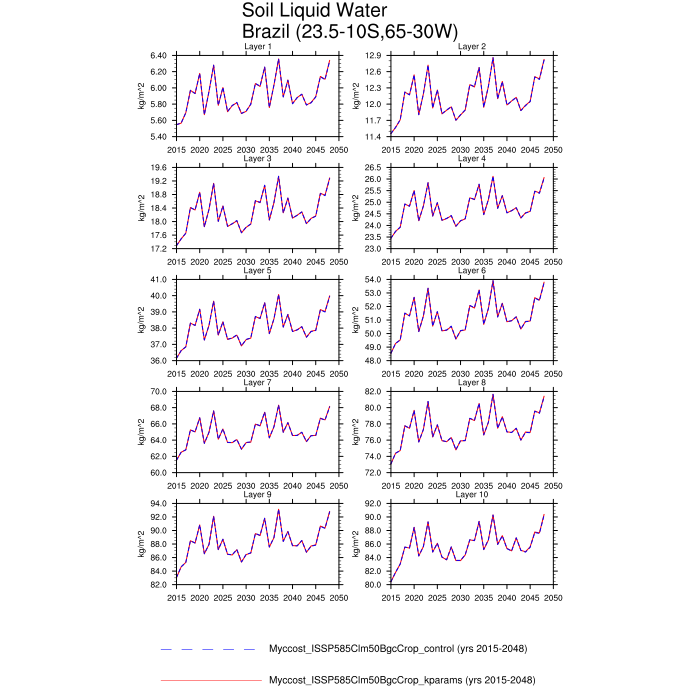 Soil Liquid Water
Brazil (23.5-10S,65-30W)
Layer 1
kg/m^2
6.40
6.20
6.00
5.80
5.60
5.40
2015 2020 2025 2030 2035 2040 2045 2050
Layer 2
kg/m^2
12.9
12.6
12.3
12.0
11.7
11.4
2015 2020 2025 2030 2035 2040 2045 2050
Layer 3
kg/m^2
19.6
19.2
18.8
18.4
18.0
17.6
17.2
2015 2020 2025 2030 2035 2040 2045 2050
Layer 4
kg/m^2
26.5
26.0
25.5
25.0
24.5
24.0
23.5
23.0
2015 2020 2025 2030 2035 2040 2045 2050
Layer 5
kg/m^2
41.0
40.0
39.0
38.0
37.0
36.0
2015 2020 2025 2030 2035 2040 2045 2050
Layer 6
kg/m^2
54.0
53.0
52.0
51.0
50.0
49.0
48.0
2015 2020 2025 2030 2035 2040 2045 2050
Layer 7
kg/m^2
70.0
68.0
66.0
64.0
62.0
60.0
2015 2020 2025 2030 2035 2040 2045 2050
Layer 8
kg/m^2
82.0
80.0
78.0
76.0
74.0
72.0
2015 2020 2025 2030 2035 2040 2045 2050
Layer 9
kg/m^2
94.0
92.0
90.0
88.0
86.0
84.0
82.0
2015 2020 2025 2030 2035 2040 2045 2050
Layer 10
kg/m^2
92.0
90.0
88.0
86.0
84.0
82.0
80.0
2015 2020 2025 2030 2035 2040 2045 2050
Myccost_ISSP585Clm50BgcCrop_control (yrs 2015-2048)
Myccost_ISSP585Clm50BgcCrop_kparams (yrs 2015-2048)